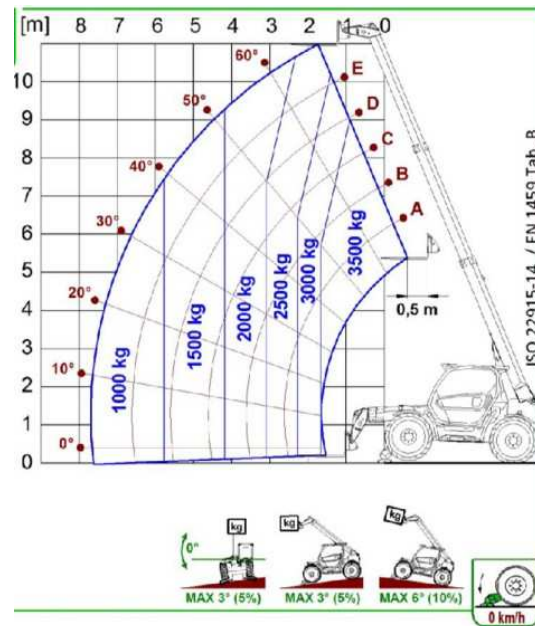 [m] 8 7 6 5 4 3 2 1 0
60°
E
10
50°
D
9
C
8
40°
B
7
A
30°
6
5
3500 kg
3000 kg
2500 kg
20°
2000 kg
0,5 m
4
1500 kg
3
1000 kg
10°
2
1
0°
0
ISO 22915-14 / EN 1459 Tab. B
kg
0°
kg
kg
MAX 3° (5%)
MAX 3° (5%)
MAX 6° (10%)
0 km/h